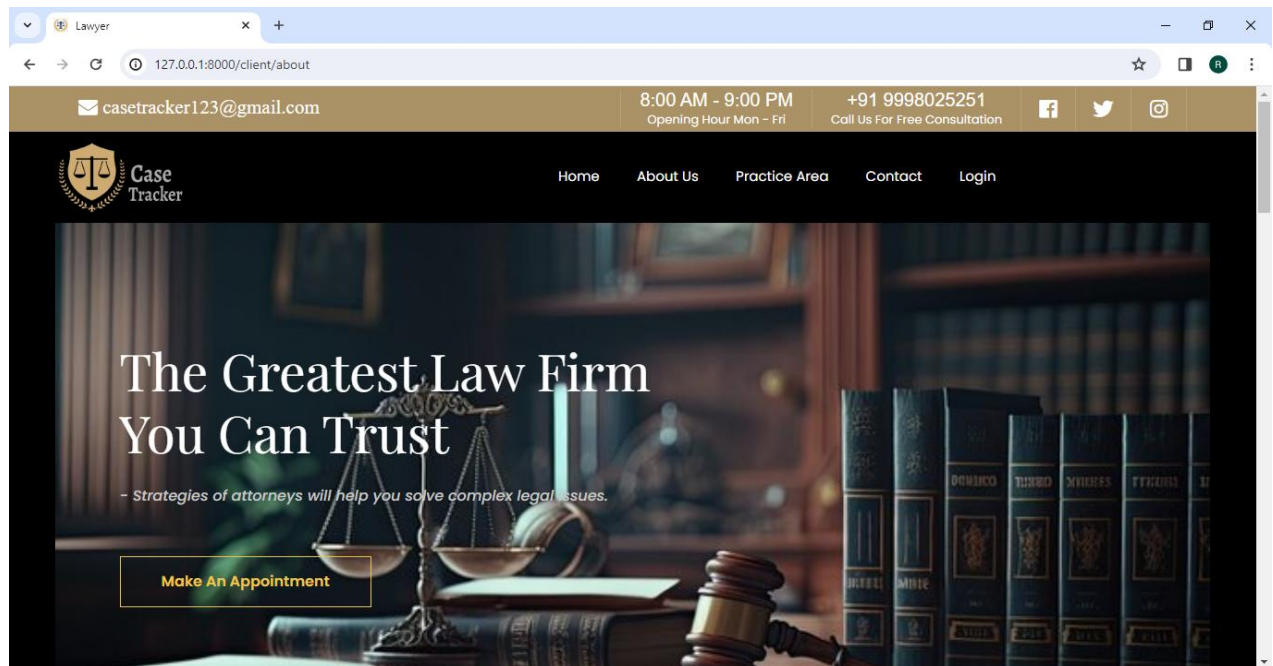 Lawyer
127.0.0.1:8000/client/about
R
casetracker123@gmail.com
8:00 AM - 9:00 PM
Opening Hour Mon - Fri
+91 9998025251
Call Us For Free Consultation
Case
Tracker
Home About Us Practice Area Contact Login
The Greatest Law Firm
You Can Trust
- Strategies of attorneys will help you solve complex legal issues.
Make An Appointment